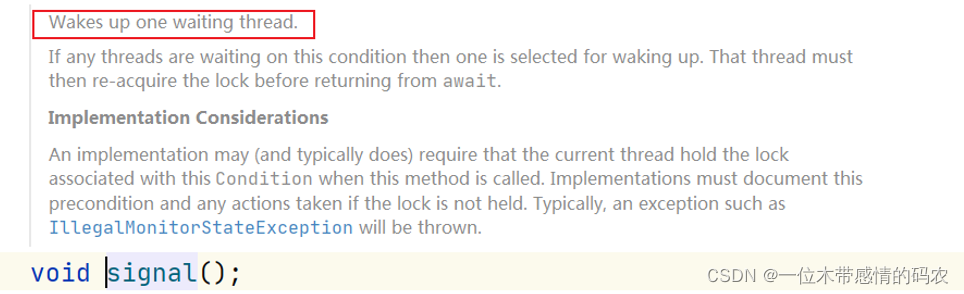 Wakes up one waiting thread.
If any threads are waiting on this condition then one is selected for waking up. That thread must
then re-acquire the lock before returning from await.
Implementation Considerations
An implementation may (and typically does) require that the current thread hold the lock
associated with this Condition when this method is called. Implementations must document this
precondition and any actions taken if the lock is not held. Typically, an exception such as
IllegalMonitorStateException will be thrown.
void signal();
CSDN @一位木带感情的码农